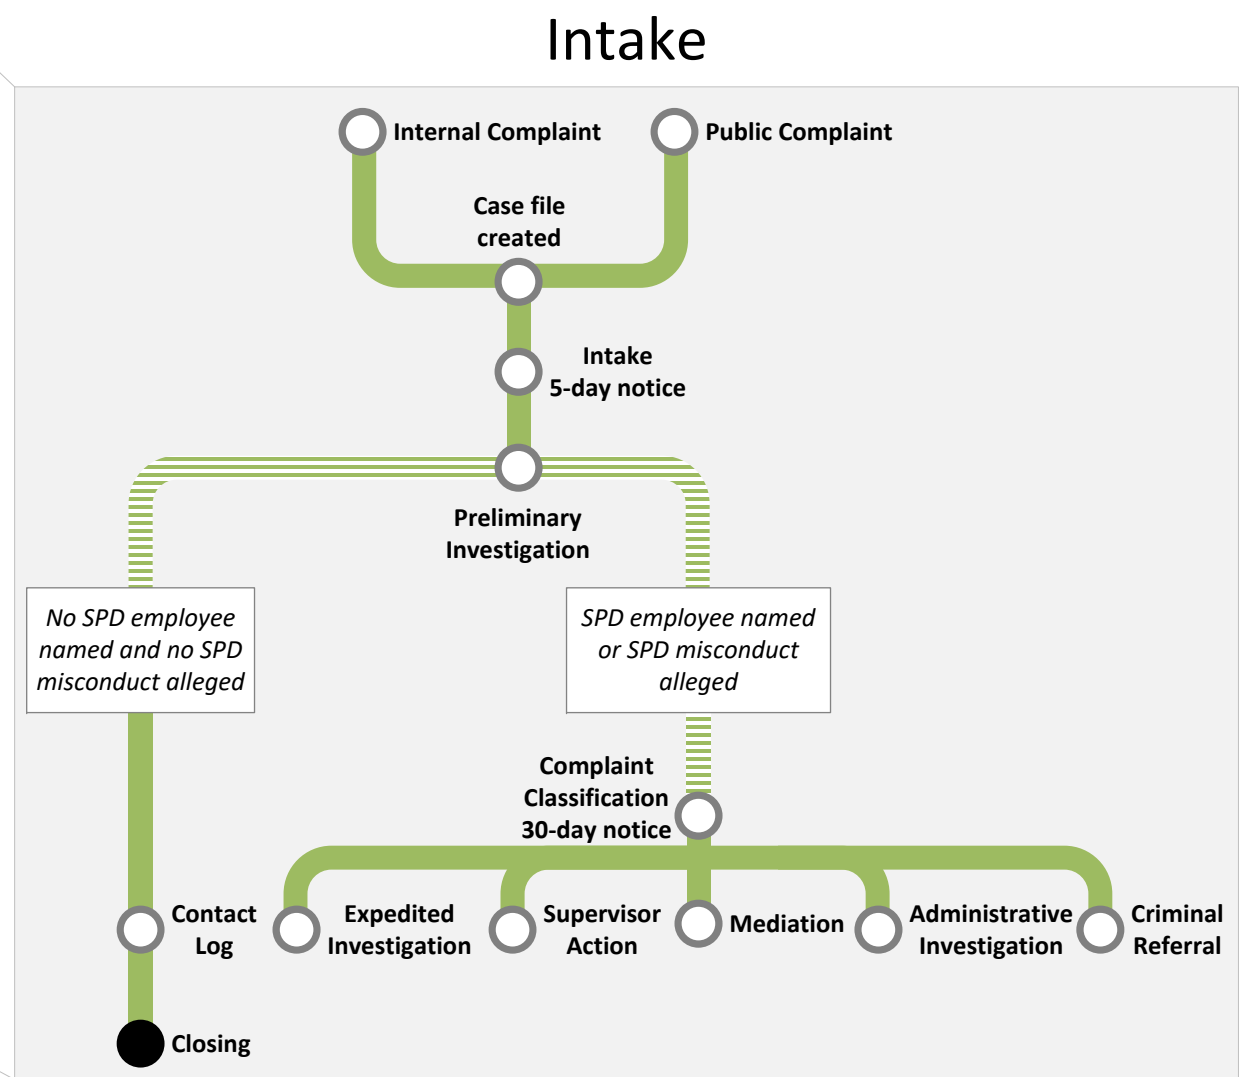 Intake
Internal Complaint
Public Complaint
Case file
created
Intake
5-day notice
Preliminary
Investigation
No SPD employee
named and no SPD
misconduct alleged
SPD employee named
or SPD misconduct
alleged
Complaint
Classification
30-day notice
Contact
Log
Expedited
Investigation
Supervisor
Action
Mediation
Administrative
Investigation
Criminal
Referral
Closing